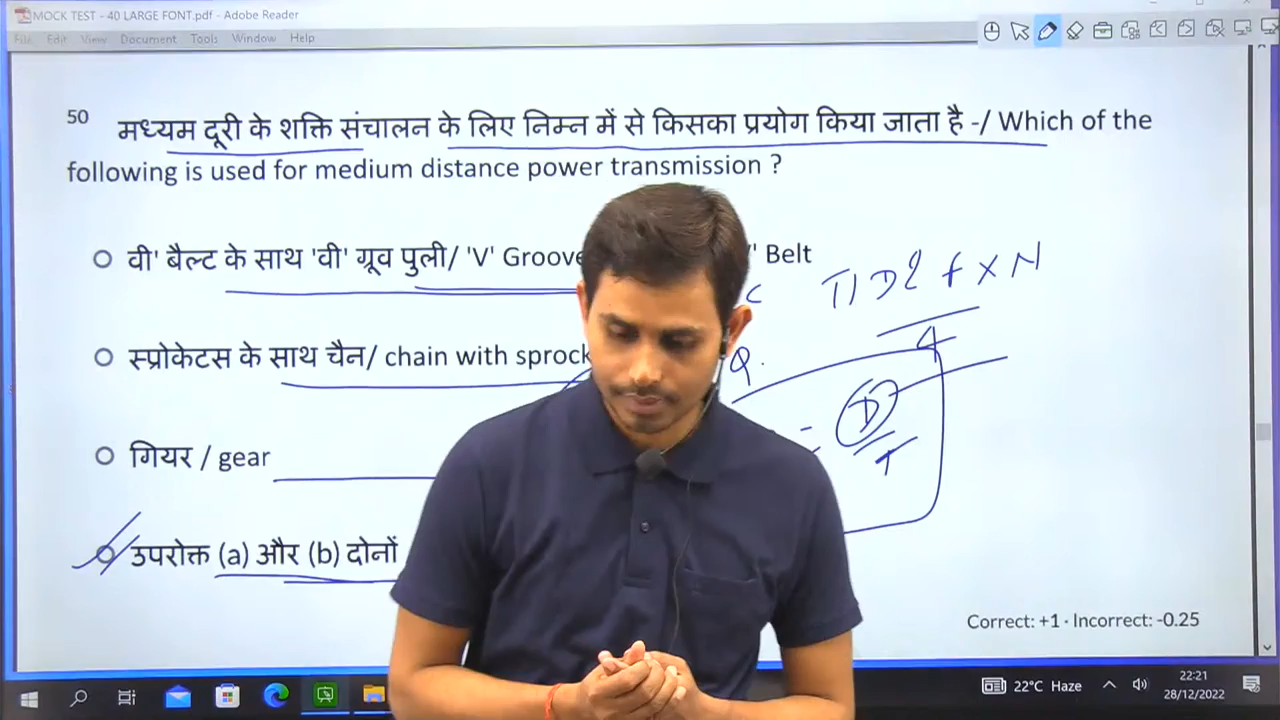 MOCK TEST - 40 LARGE FONT.pdf - Adobe Reader
File Edit View Document Tools Window Help
50
मध्यम दूरी के शक्ति संचालन के लिए निम्न में से किसका प्रयोग किया जाता है -/ Which of the
following is used for medium distance power transmission ?
वी' बैल्ट के साथ 'वी' ग्रूव पुली/ 'V' Groove Belt
π D² f × N
4
स्प्रोकेटस के साथ चैन/ chain with
Q.
= D
T
गियर / gear
उपरोक्त (a) और (b) दोनों
Correct: +1 · Incorrect: -0.25
22°C Haze
22:21
28/12/2022